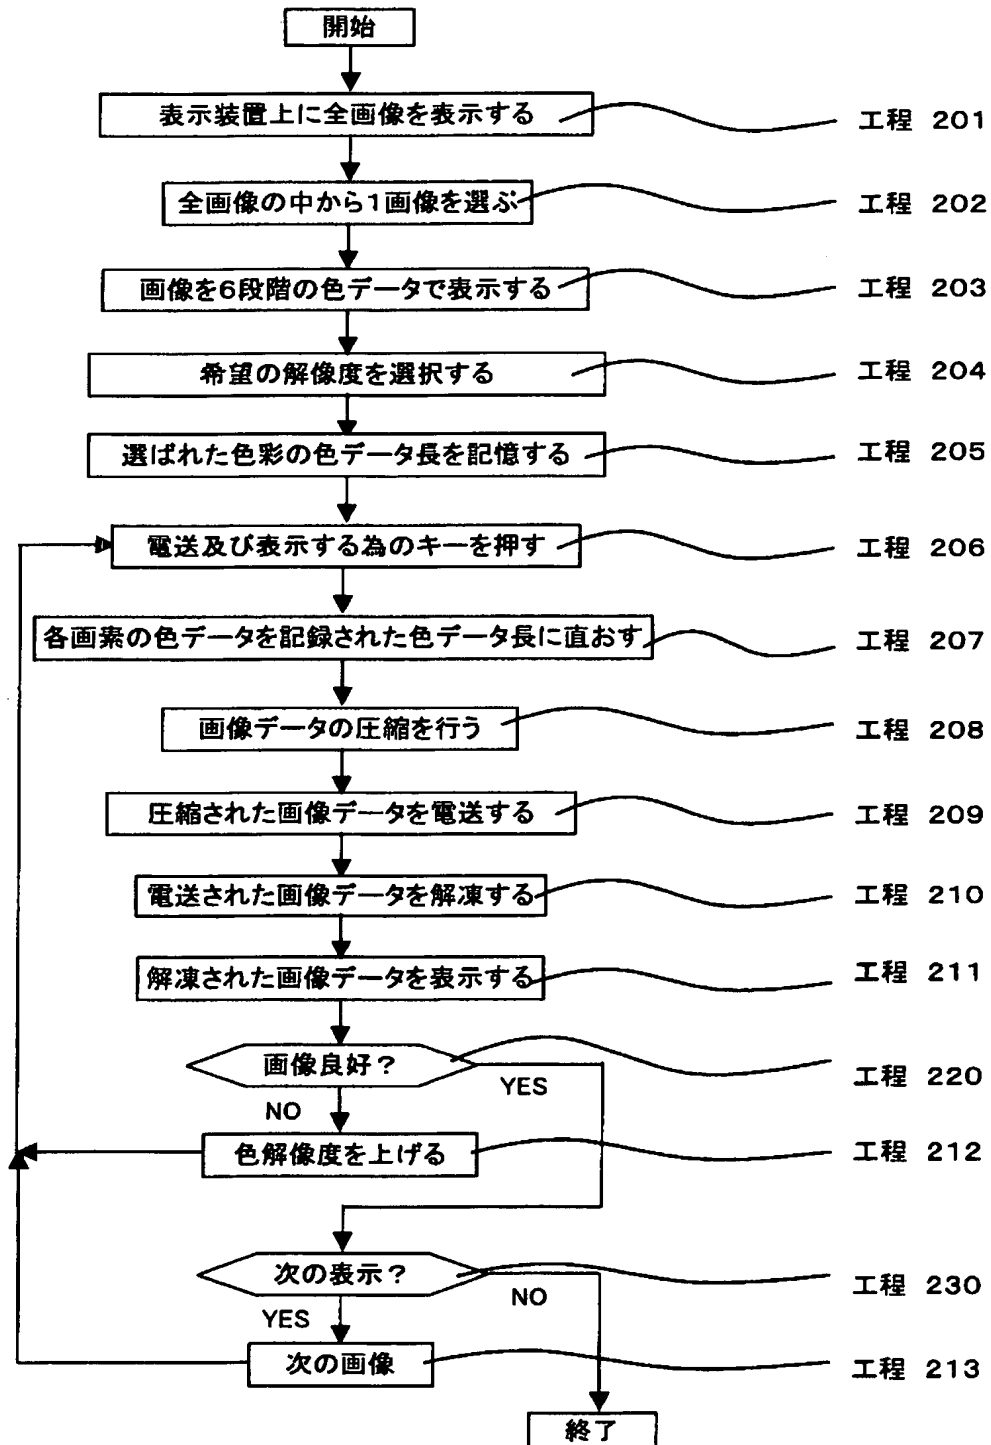 開始
表示装置上に全画像を表示する 工程 201
全画像の中から1画像を選ぶ 工程 202
画像を6段階の色データで表示する 工程 203
希望の解像度を選択する 工程 204
選ばれた色彩の色データ長を記憶する 工程 205
電送及び表示する為のキーを押す 工程 206
各画素の色データを記録された色データ長に直おす 工程 207
画像データの圧縮を行う 工程 208
圧縮された画像データを電送する 工程 209
電送された画像データを解凍する 工程 210
解凍された画像データを表示する 工程 211
画像良好? 工程 220
YES
NO
色解像度を上げる 工程 212
次の表示? 工程 230
NO
YES
次の画像 工程 213
終了